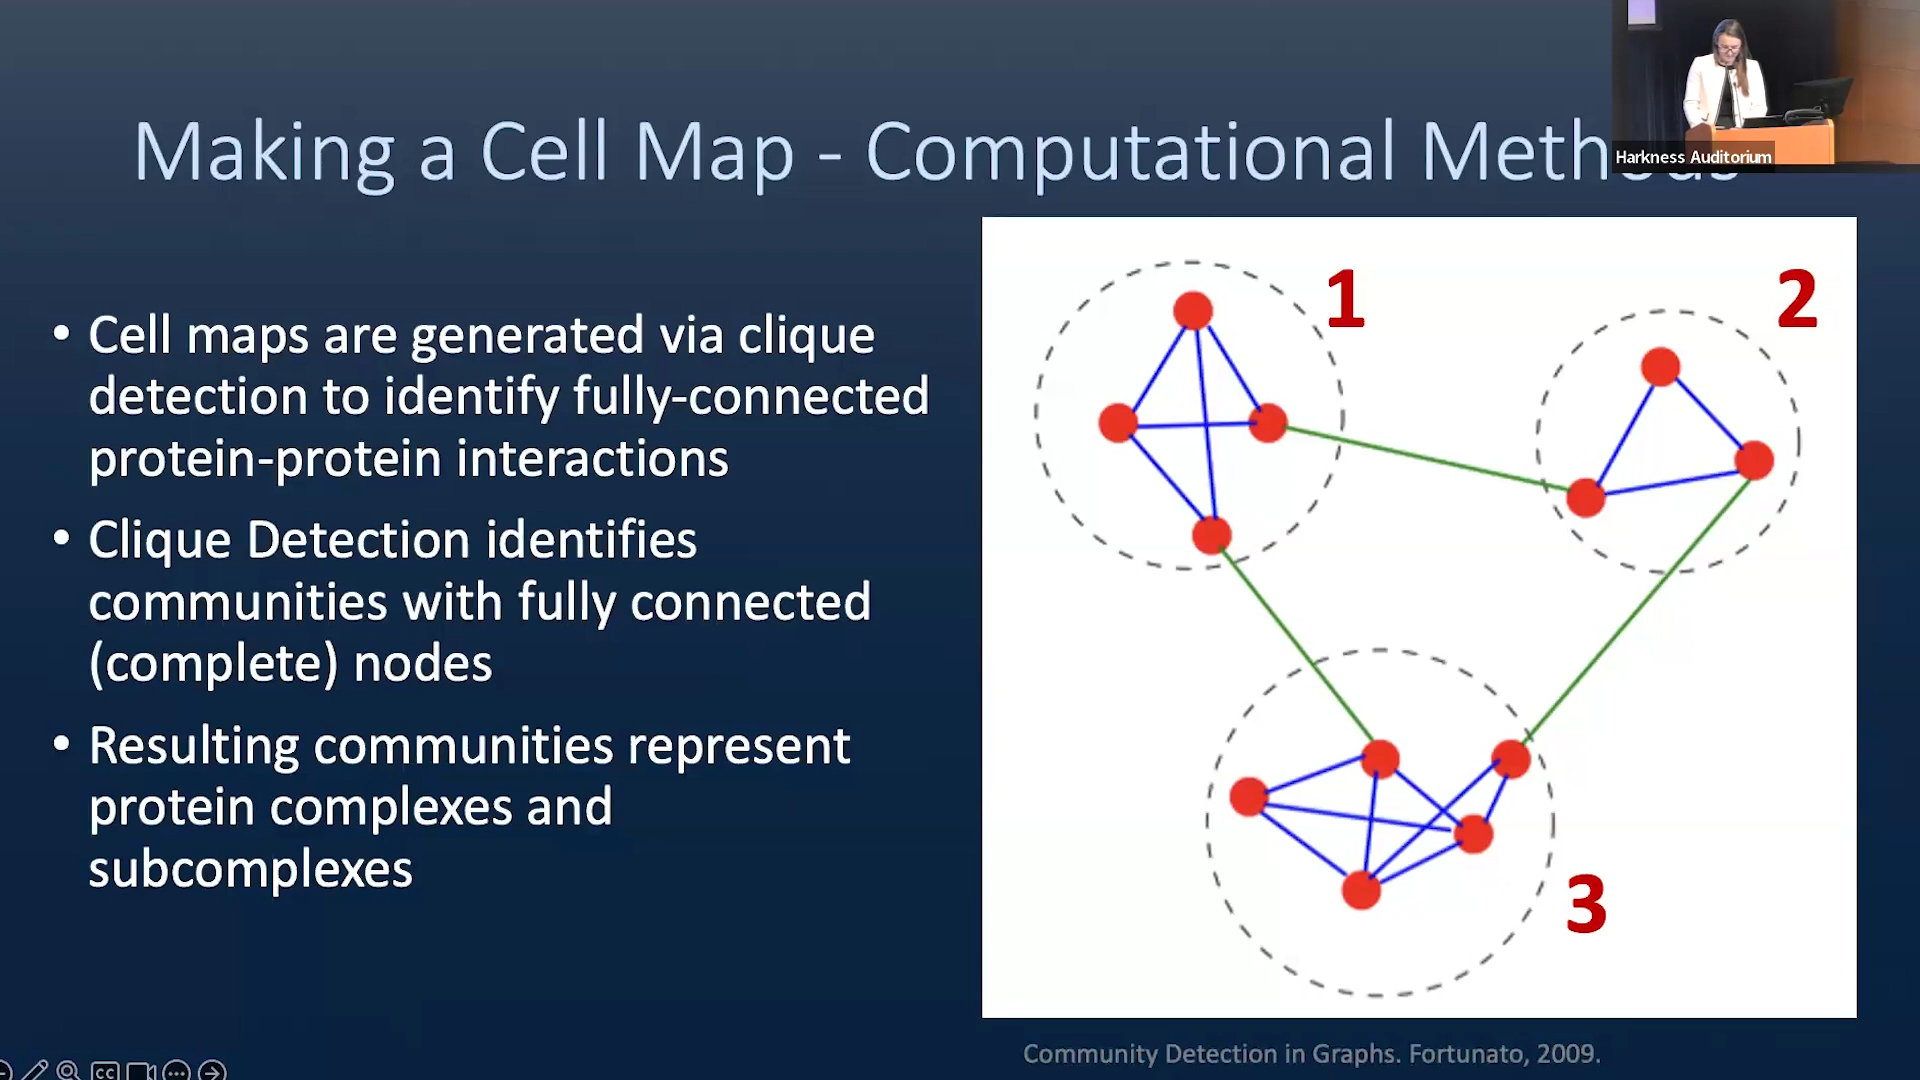 Harkness Auditorium
Making a Cell Map - Computational Methods
• Cell maps are generated via clique
detection to identify fully-connected
protein-protein interactions
• Clique Detection identifies
communities with fully connected
(complete) nodes
• Resulting communities represent
protein complexes and
subcomplexes
1
2
3
Community Detection in Graphs. Fortunato, 2009.
CC